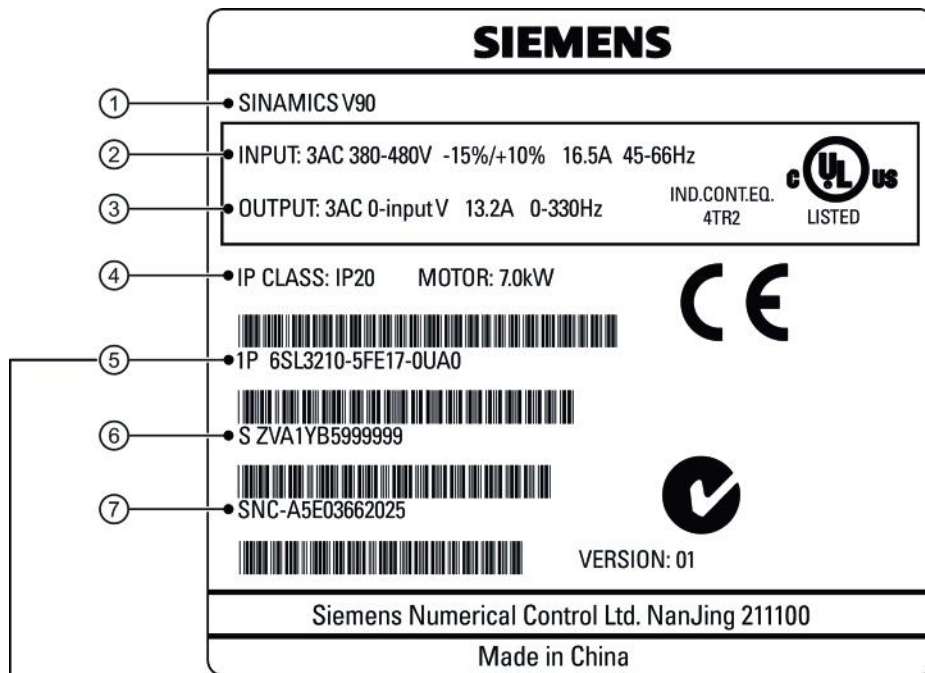 SIEMENS
① SINAMICS V90
② INPUT: 3AC 380-480V -15%/+10% 16.5A 45-66Hz
③ OUTPUT: 3AC 0-input V 13.2A 0-330Hz
IND.CONT.EQ.
4TR2
C UL US
LISTED
④ IP CLASS: IP20 MOTOR: 7.0kW
CE
⑤ 1P 6SL3210-5FE17-0UA0
⑥ S ZVA1YB5999999
⑦ SNC-A5E03662025
VERSION: 01
Siemens Numerical Control Ltd. NanJing 211100
Made in China